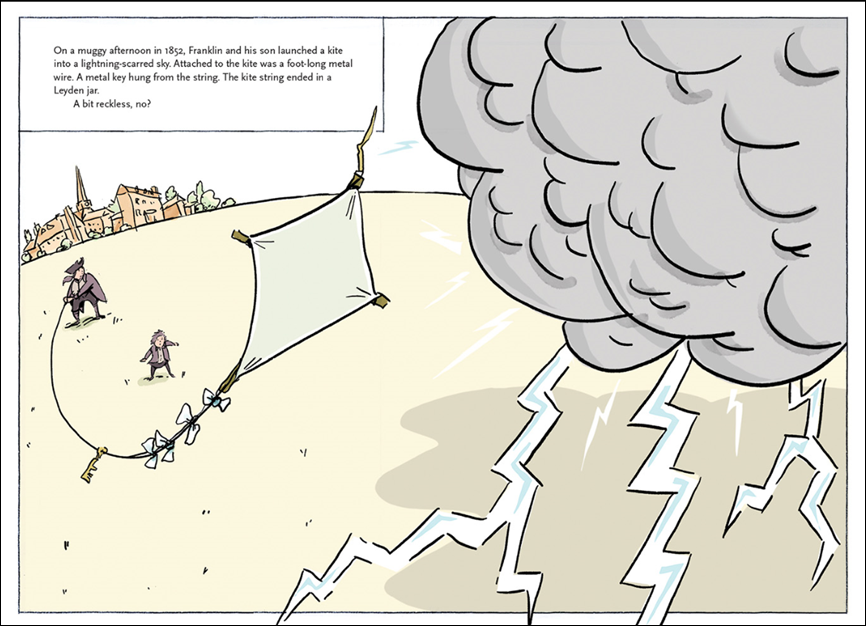 On a muggy afternoon in 1852, Franklin and his son launched a kite
into a lightning-scarred sky. Attached to the kite was a foot-long metal
wire. A metal key hung from the string. The kite string ended in a
Leyden jar.
A bit reckless, no?